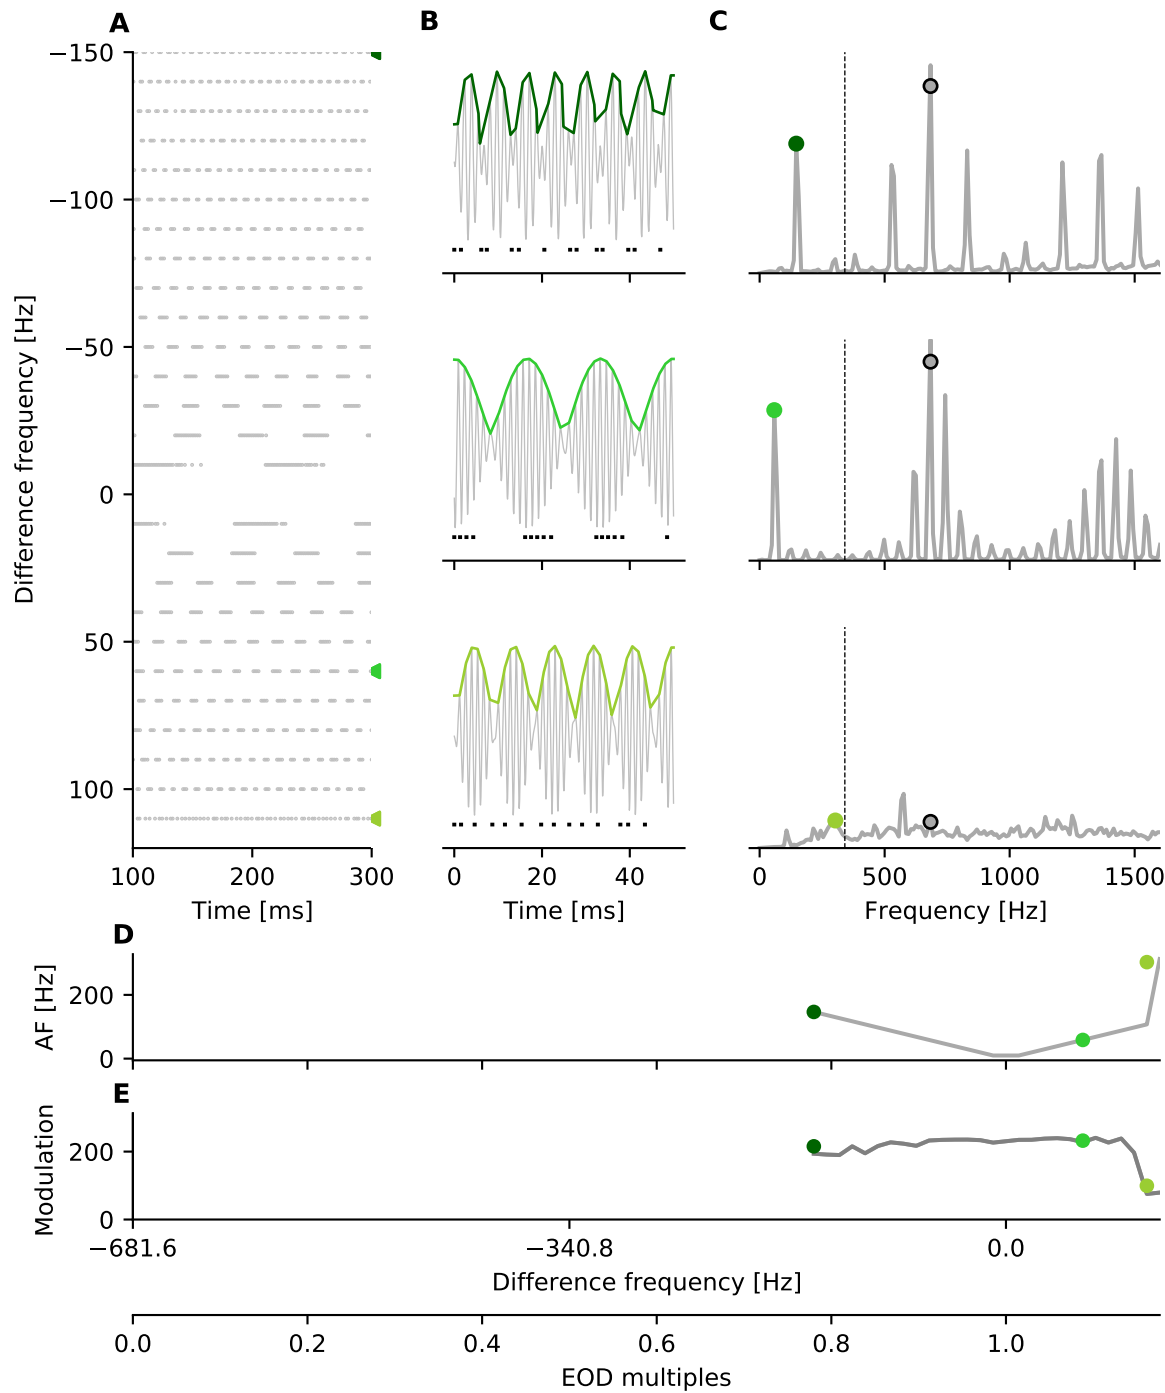 A
B
C
−150
−100
−50
0
50
100
Difference frequency [Hz]
100
200
300
0
20
40
0
500
1000
1500
Time [ms]
Time [ms]
Frequency [Hz]
D
AF [Hz]
200
0
E
Modulation
200
0
−681.6
−340.8
0.0
Difference frequency [Hz]
0.0
0.2
0.4
0.6
0.8
1.0
EOD multiples